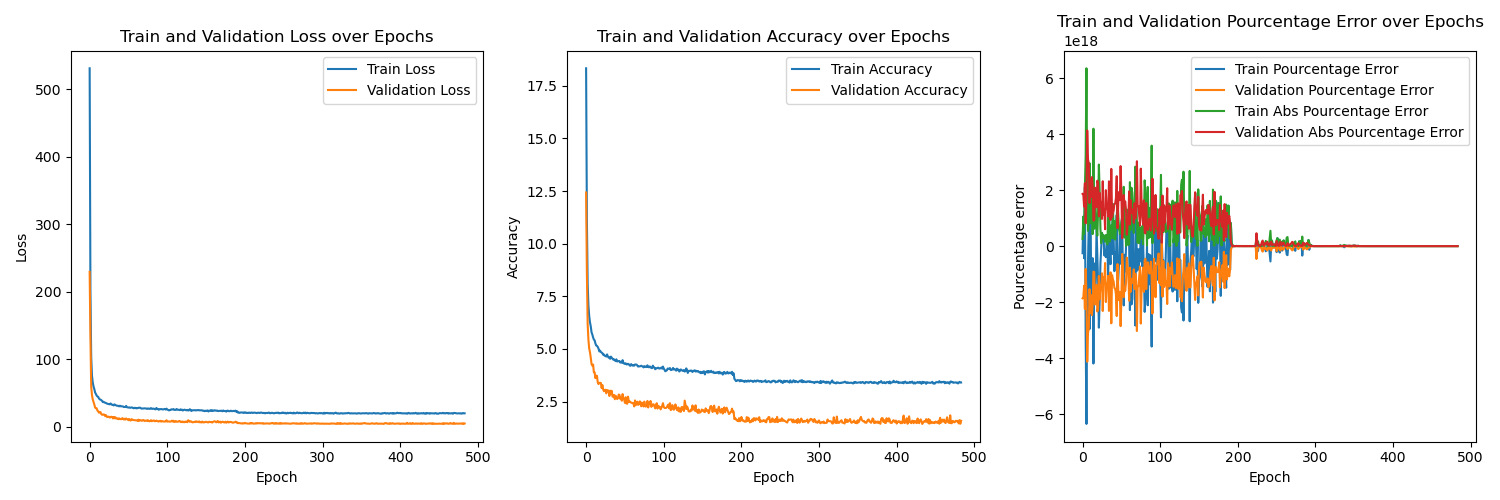 Train and Validation Loss over Epochs
Train Loss
Validation Loss
500
400
300
200
100
0
Loss
0 100 200 300 400 500
Epoch
Train and Validation Accuracy over Epochs
Train Accuracy
Validation Accuracy
17.5
15.0
12.5
10.0
7.5
5.0
2.5
Accuracy
0 100 200 300 400 500
Epoch
Train and Validation Pourcentage Error over Epochs
1e18
Train Pourcentage Error
Validation Pourcentage Error
Train Abs Pourcentage Error
Validation Abs Pourcentage Error
6
4
2
0
−2
−4
−6
Pourcentage error
0 100 200 300 400 500
Epoch